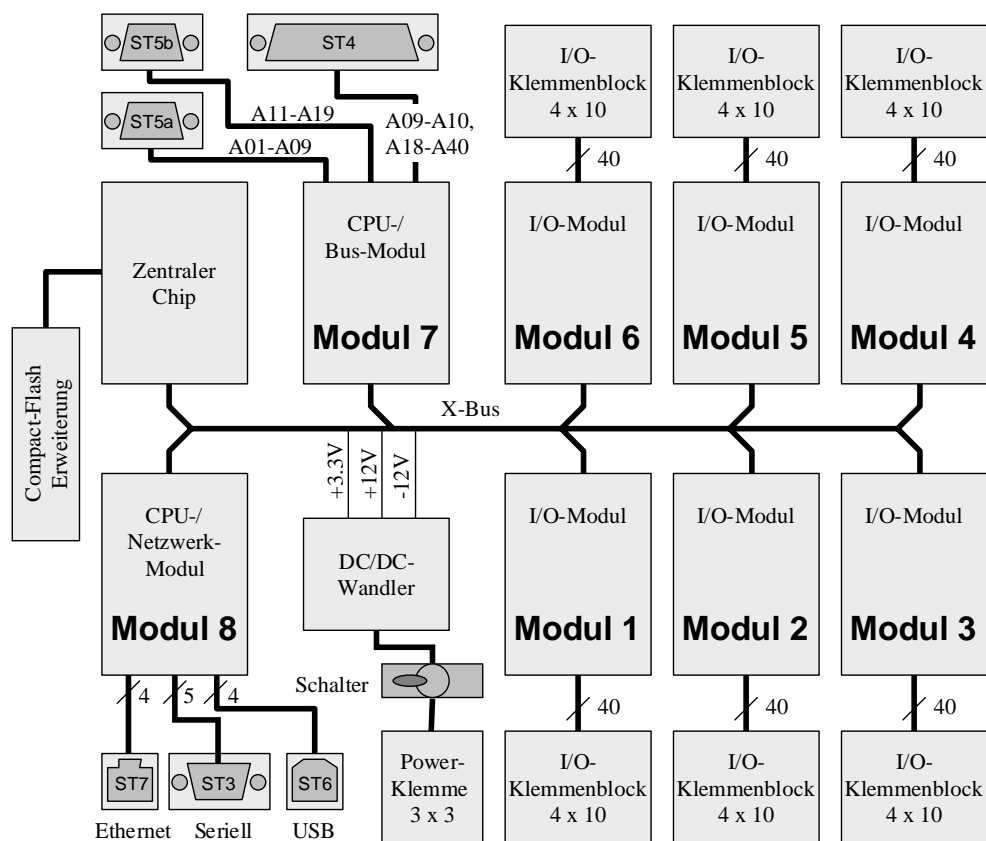 ST5b
ST4
ST5a
A11-A19
A01-A09
A09-A10,
A18-A40
I/O-
Klemmenblock
4 x 10
I/O-
Klemmenblock
4 x 10
I/O-
Klemmenblock
4 x 10
40
40
40
Zentraler
Chip
CPU-/
Bus-Modul
Modul 7
I/O-Modul
Modul 6
I/O-Modul
Modul 5
I/O-Modul
Modul 4
Compact-Flash
Erweiterung
X-Bus
+3.3V
+12V
-12V
CPU-/
Netzwerk-
Modul
Modul 8
DC/DC-
Wandler
I/O-Modul
Modul 1
I/O-Modul
Modul 2
I/O-Modul
Modul 3
Schalter
4
5
4
40
40
40
ST7
ST3
ST6
Ethernet
Seriell
USB
Power-
Klemme
3 x 3
I/O-
Klemmenblock
4 x 10
I/O-
Klemmenblock
4 x 10
I/O-
Klemmenblock
4 x 10